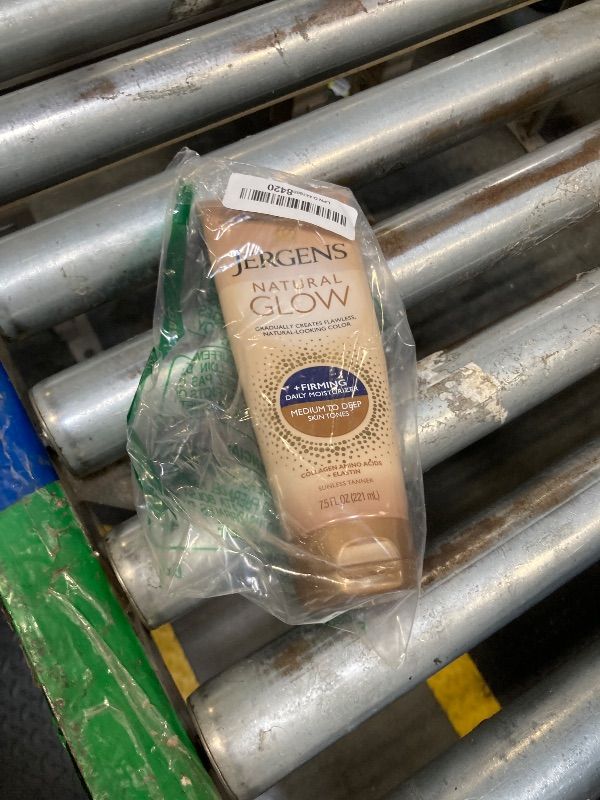 8420
JERGENS
NATURAL
GLOW
GRADUALLY CREATES FLAWLESS,
NATURAL-LOOKING COLOR
+FIRMING
DAILY MOISTURIZER
MEDIUM TO DEEP
SKIN TONES
COLLAGEN AMINO ACIDS
+ ELASTIN
SUNLESS TANNER
7.5 FL OZ (221 mL)